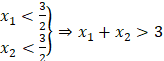 x₁ < 3/2
x₂ < 3/2 } ⇒ x₁ + x₂ > 3